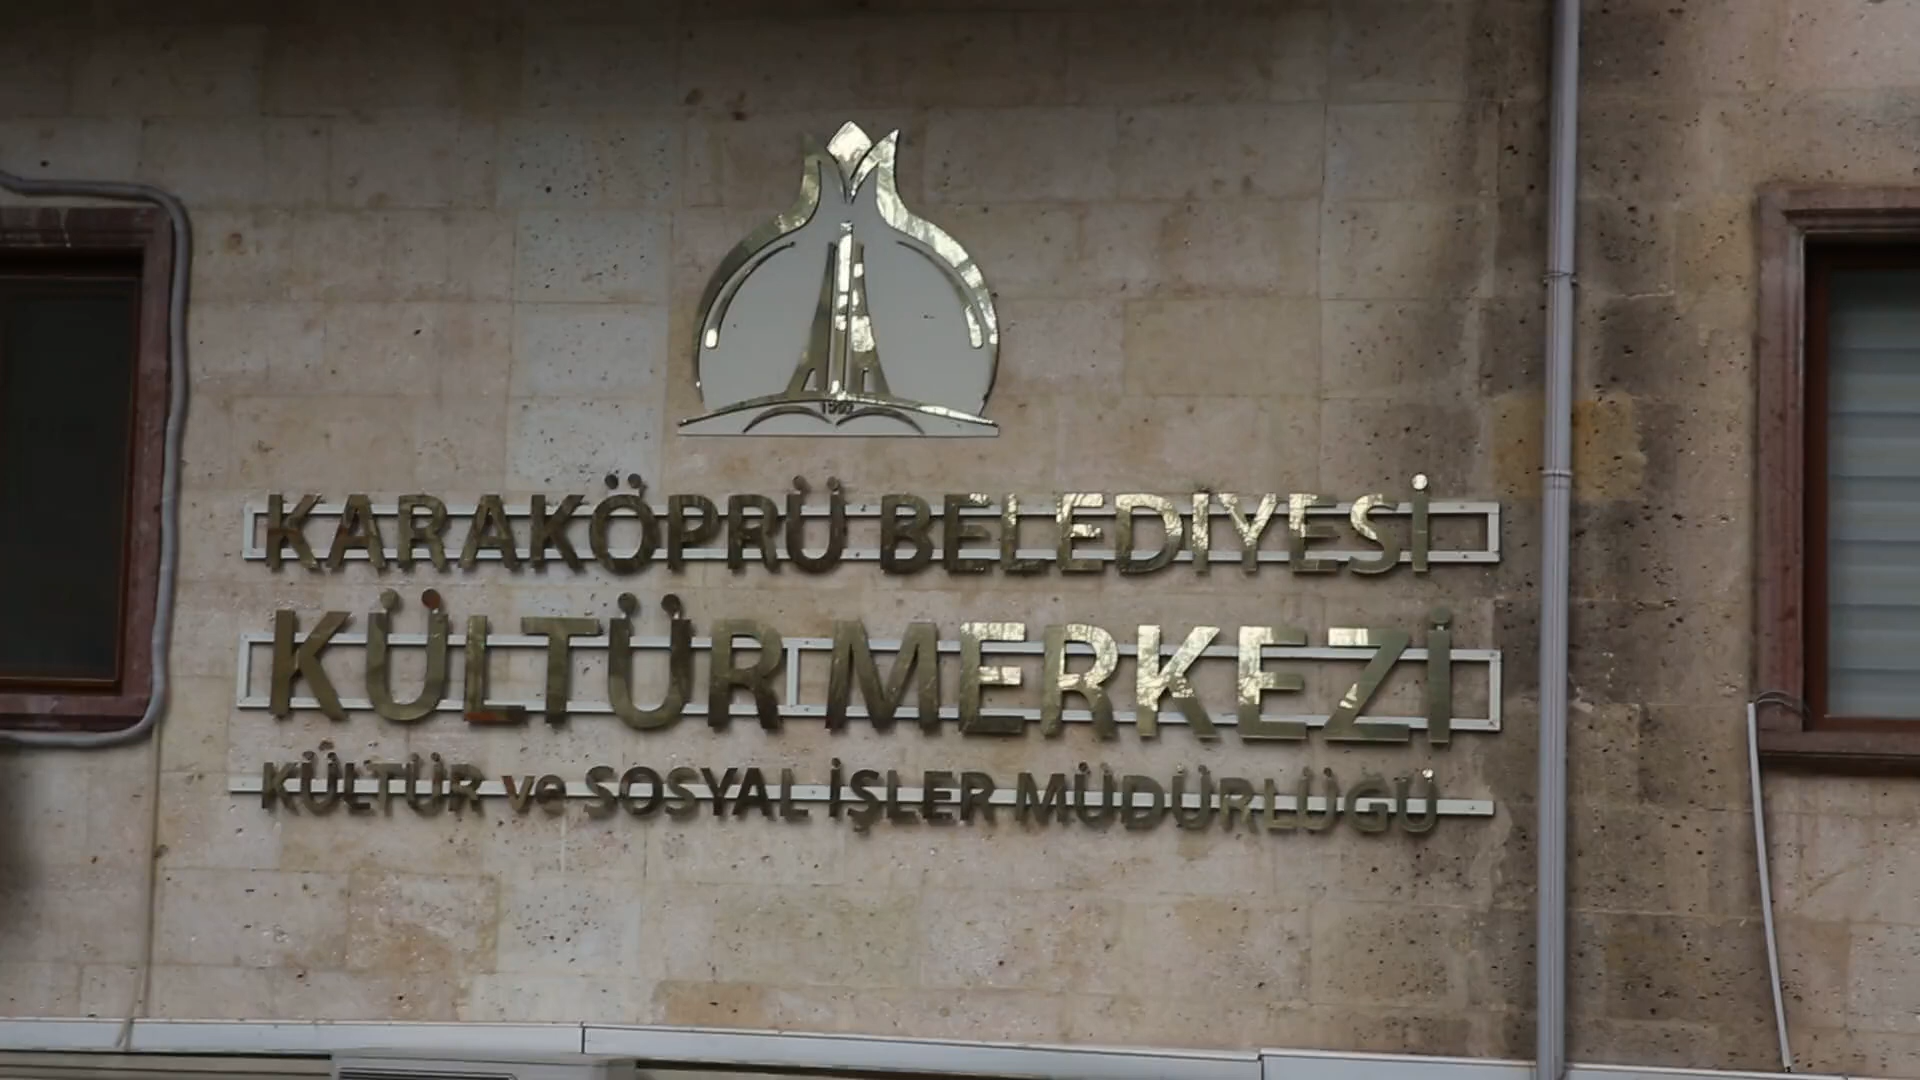 KARAKÖPRÜ BELEDİYESİ
KÜLTÜR MERKEZİ
KÜLTÜR ve SOSYAL İŞLER MÜDÜRLÜĞÜ